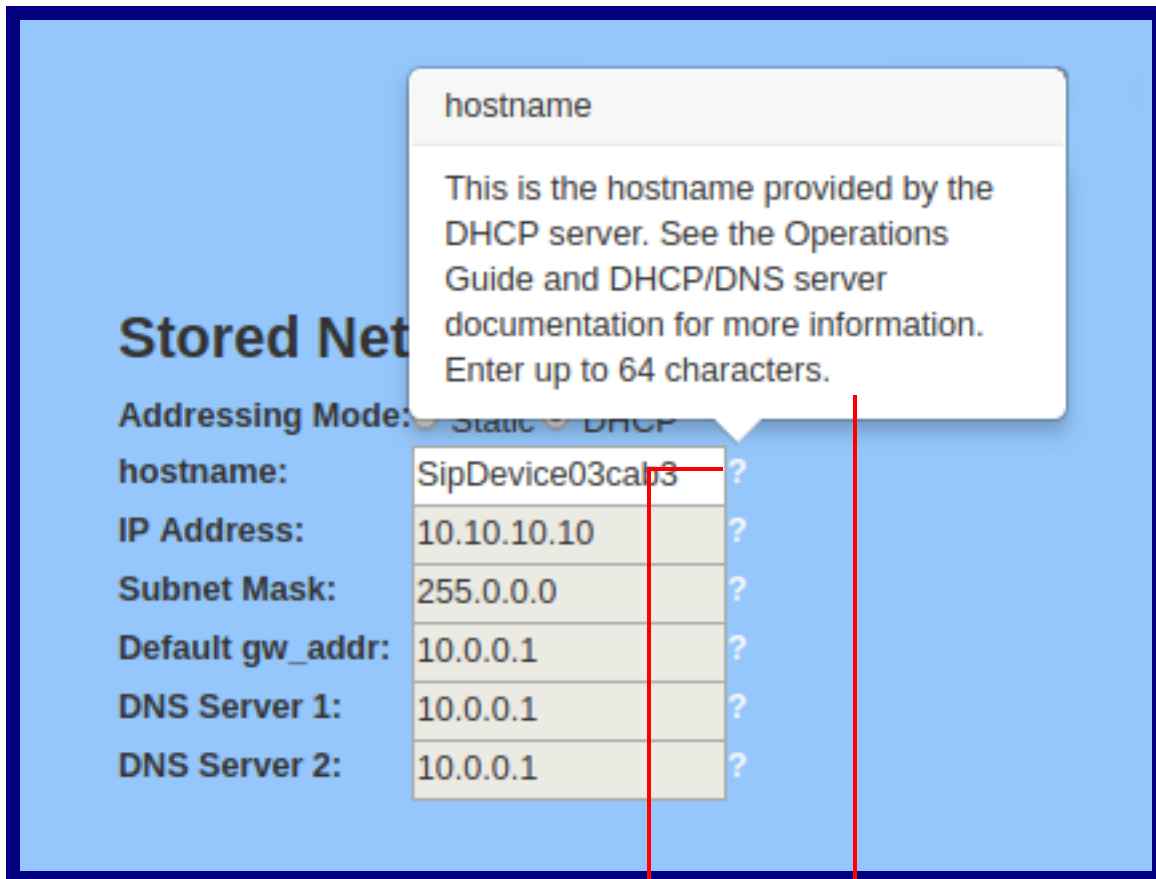 hostname
This is the hostname provided by the
DHCP server. See the Operations
Guide and DHCP/DNS server
documentation for more information.
Enter up to 64 characters.
Stored Net
Addressing Mode: Static DHCP
hostname: SipDevice03cab3 ?
IP Address: 10.10.10.10 ?
Subnet Mask: 255.0.0.0 ?
Default gw_addr: 10.0.0.1 ?
DNS Server 1: 10.0.0.1 ?
DNS Server 2: 10.0.0.1 ?